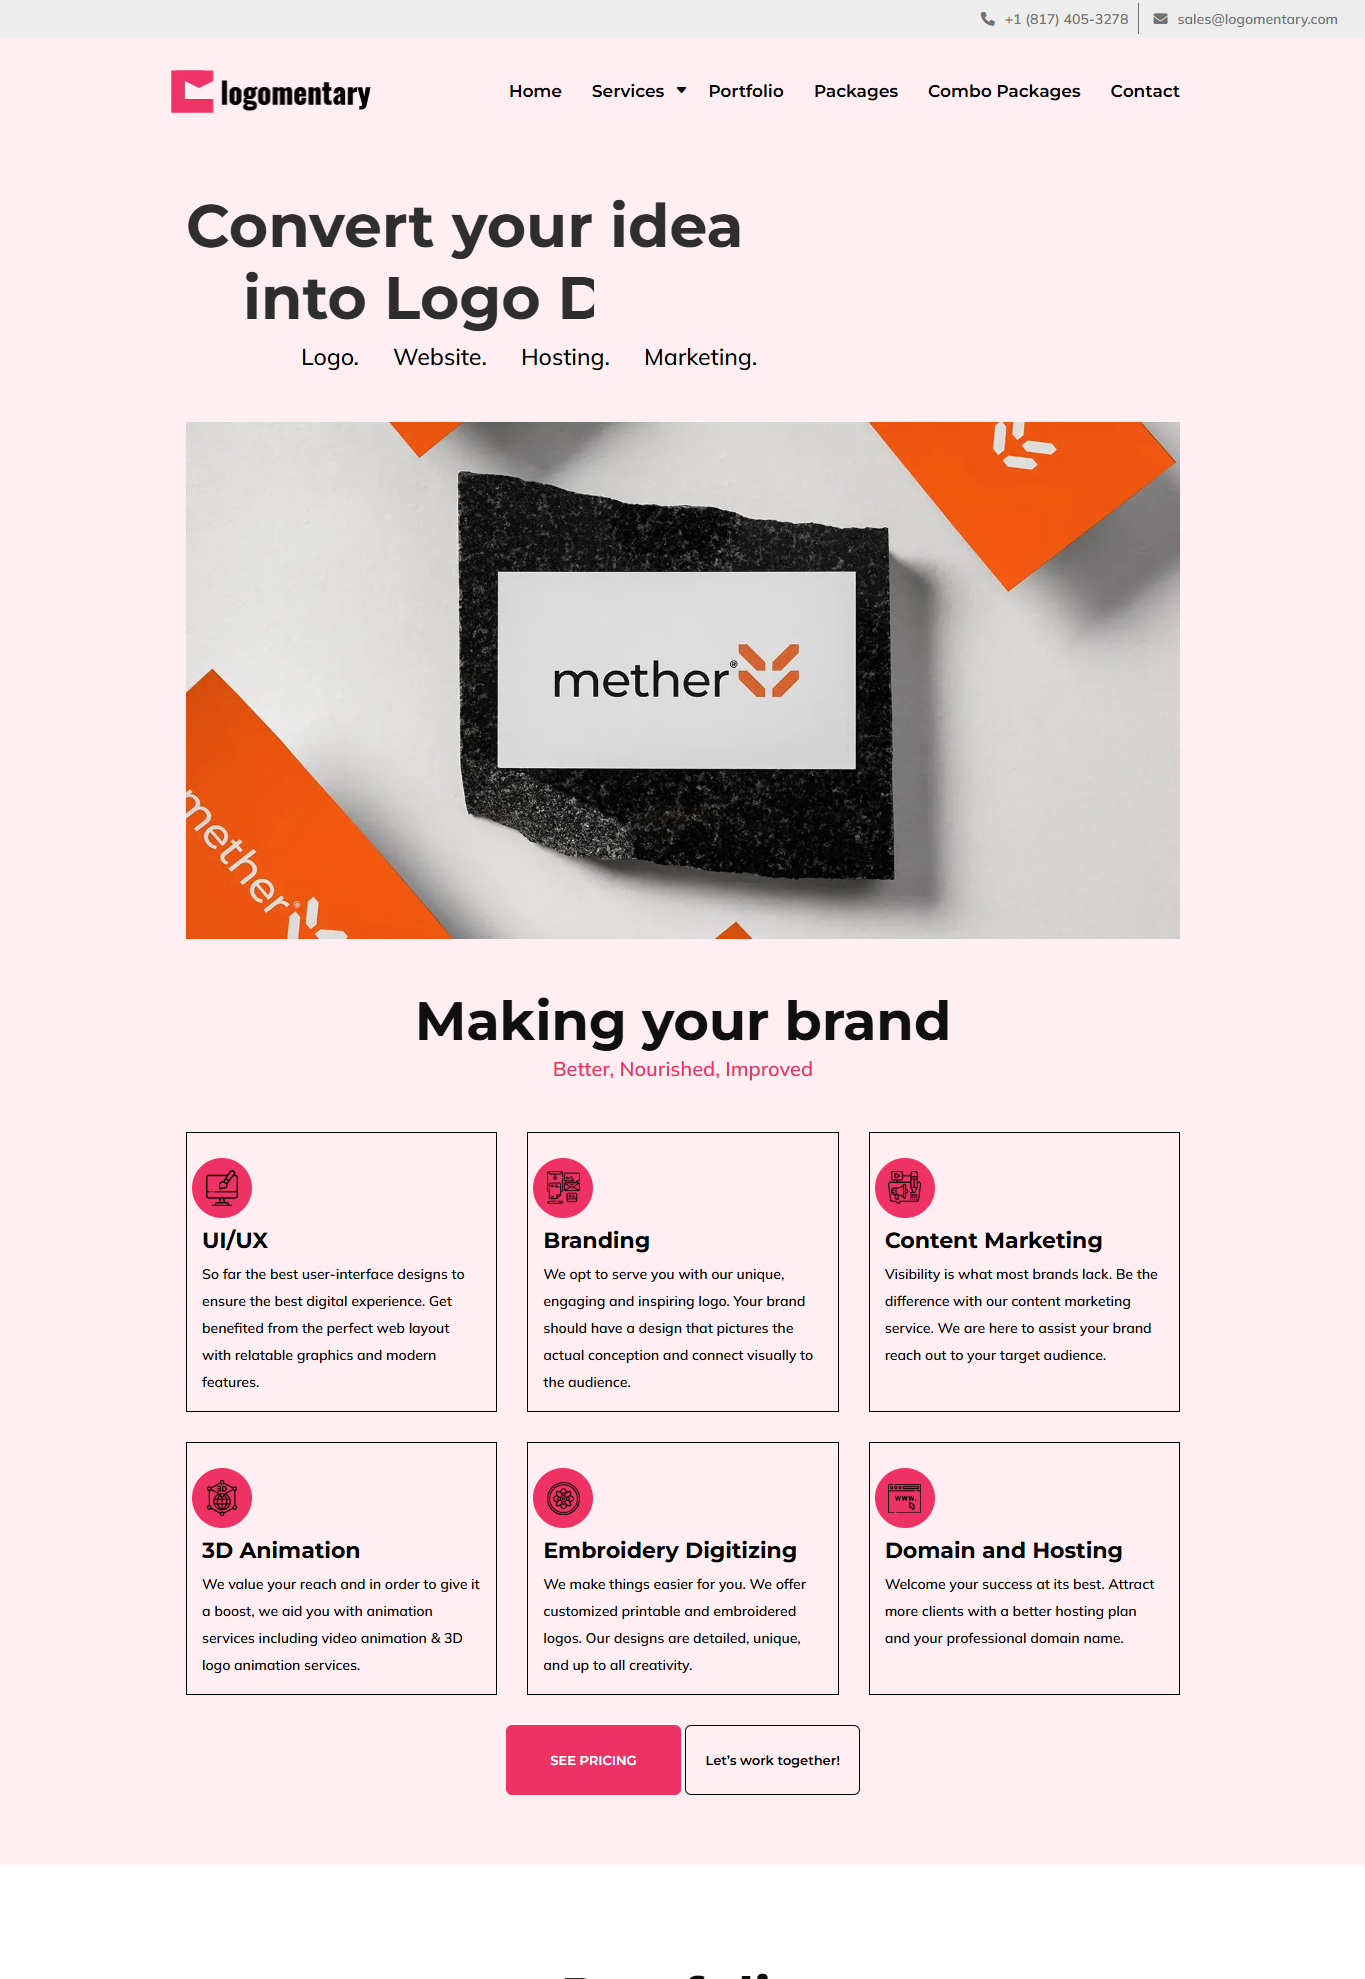 +1 (817) 405-3278 sales@logomentary.com
logomentary
Home Services Portfolio Packages Combo Packages Contact
Convert your idea
into Logo D
Logo. Website. Hosting. Marketing.
mether®
mether®
Making your brand
Better, Nourished, Improved
UI/UX
So far the best user-interface designs to
ensure the best digital experience. Get
benefited from the perfect web layout
with relatable graphics and modern
features.
Branding
We opt to serve you with our unique,
engaging and inspiring logo. Your brand
should have a design that pictures the
actual conception and connect visually to
the audience.
Content Marketing
Visibility is what most brands lack. Be the
difference with our content marketing
service. We are here to assist your brand
reach out to your target audience.
3D
3D Animation
We value your reach and in order to give it
a boost, we aid you with animation
services including video animation & 3D
logo animation services.
Embroidery Digitizing
We make things easier for you. We offer
customized printable and embroidered
logos. Our designs are detailed, unique,
and up to all creativity.
www.
Domain and Hosting
Welcome your success at its best. Attract
more clients with a better hosting plan
and your professional domain name.
SEE PRICING
Let's work together!